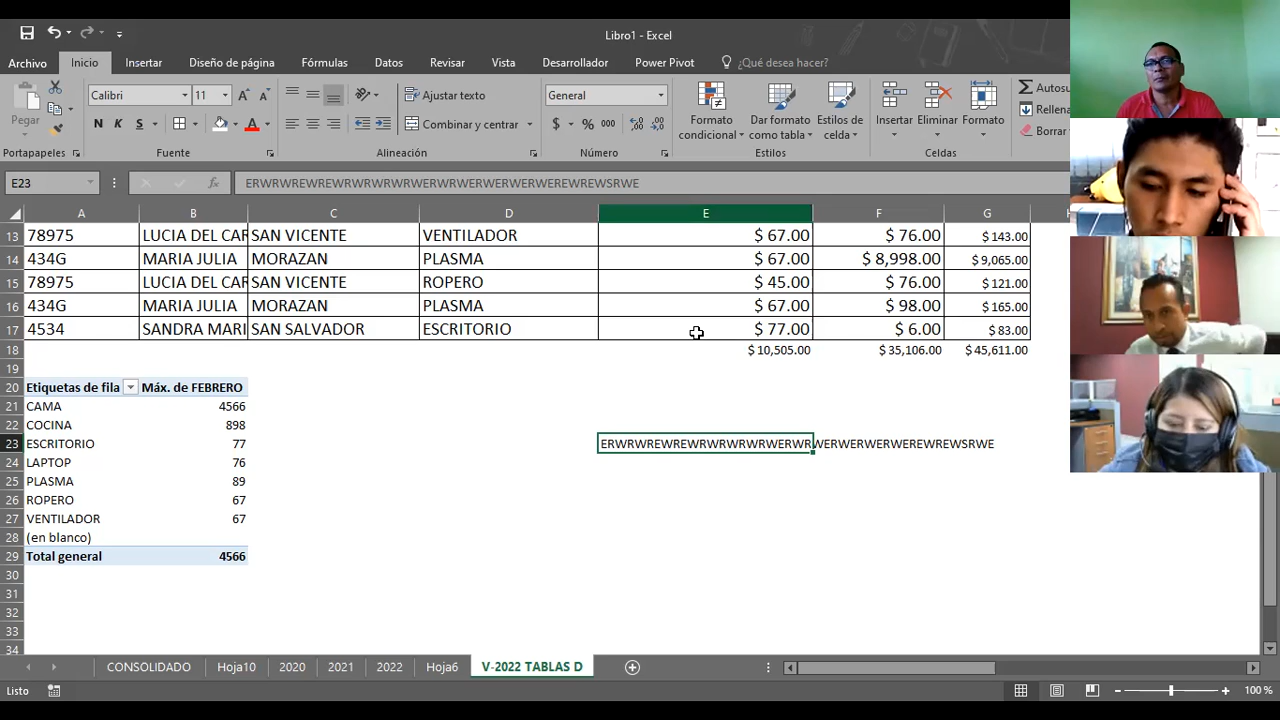 Libro1 - Excel
Archivo Inicio Insertar Diseño de página Fórmulas Datos Revisar Vista Desarrollador Power Pivot ¿Qué desea hacer?
Pegar Calibri 11 A A Ajustar texto General Formato condicional Dar formato como tabla Estilos de celda Insertar Eliminar Formato
N K S A Combinar y centrar $ % 000 Borrar
Portapapeles Fuente Alineación Número Estilos Celdas
E23 fx ERWRWREWREWRWRWRWRWERWRWERWERWERWEREWREWSRWE
A B C D E F G
13 78975 LUCIA DEL CAR SAN VICENTE VENTILADOR $ 67.00 $ 76.00 $ 143.00
14 434G MARIA JULIA MORAZAN PLASMA $ 67.00 $ 8,998.00 $ 9,065.00
15 78975 LUCIA DEL CAR SAN VICENTE ROPERO $ 45.00 $ 76.00 $ 121.00
16 434G MARIA JULIA MORAZAN PLASMA $ 67.00 $ 98.00 $ 165.00
17 4534 SANDRA MARI SAN SALVADOR ESCRITORIO $ 77.00 $ 6.00 $ 83.00
18 $ 10,505.00 $ 35,106.00 $ 45,611.00
19
20 Etiquetas de fila Máx. de FEBRERO
21 CAMA 4566
22 COCINA 898
23 ESCRITORIO 77 ERWRWREWREWRWRWRWRWERWRWERWERWERWEREWREWSRWE
24 LAPTOP 76
25 PLASMA 89
26 ROPERO 67
27 VENTILADOR 67
28 (en blanco)
29 Total general 4566
30
31
32
33
34
CONSOLIDADO Hoja10 2020 2021 2022 Hoja6 V-2022 TABLAS D
Listo 100 %